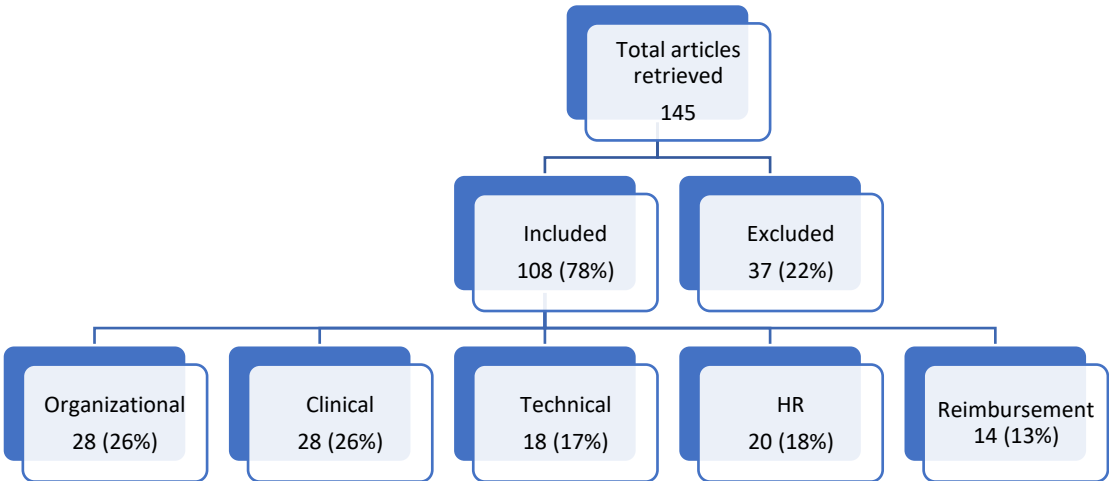 Total articles
retrieved
145
Included
108 (78%)
Excluded
37 (22%)
Organizational
28 (26%)
Clinical
28 (26%)
Technical
18 (17%)
HR
20 (18%)
Reimbursement
14 (13%)